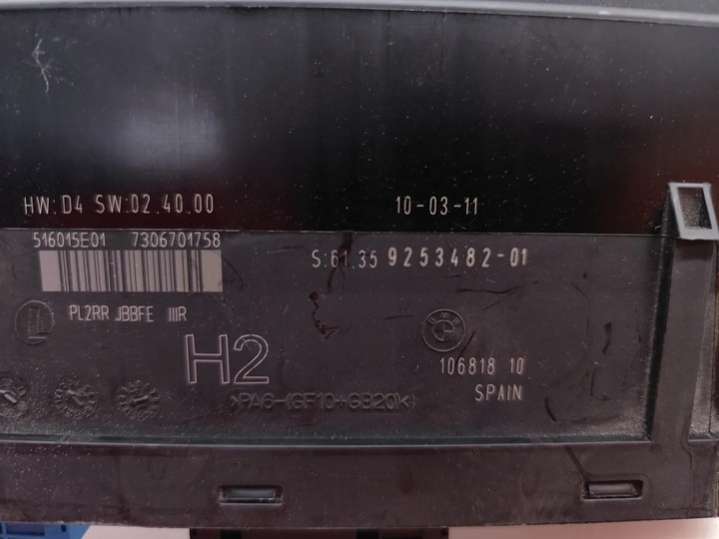 HW:D4 SW:02.40.00
10-03-11
516015E01 7306701758
S:61.35 9253482-01
PL2RR JBBFE IIIR
H2
BMW
106818 10
SPAIN
>PA6-(GF10+GB20)<